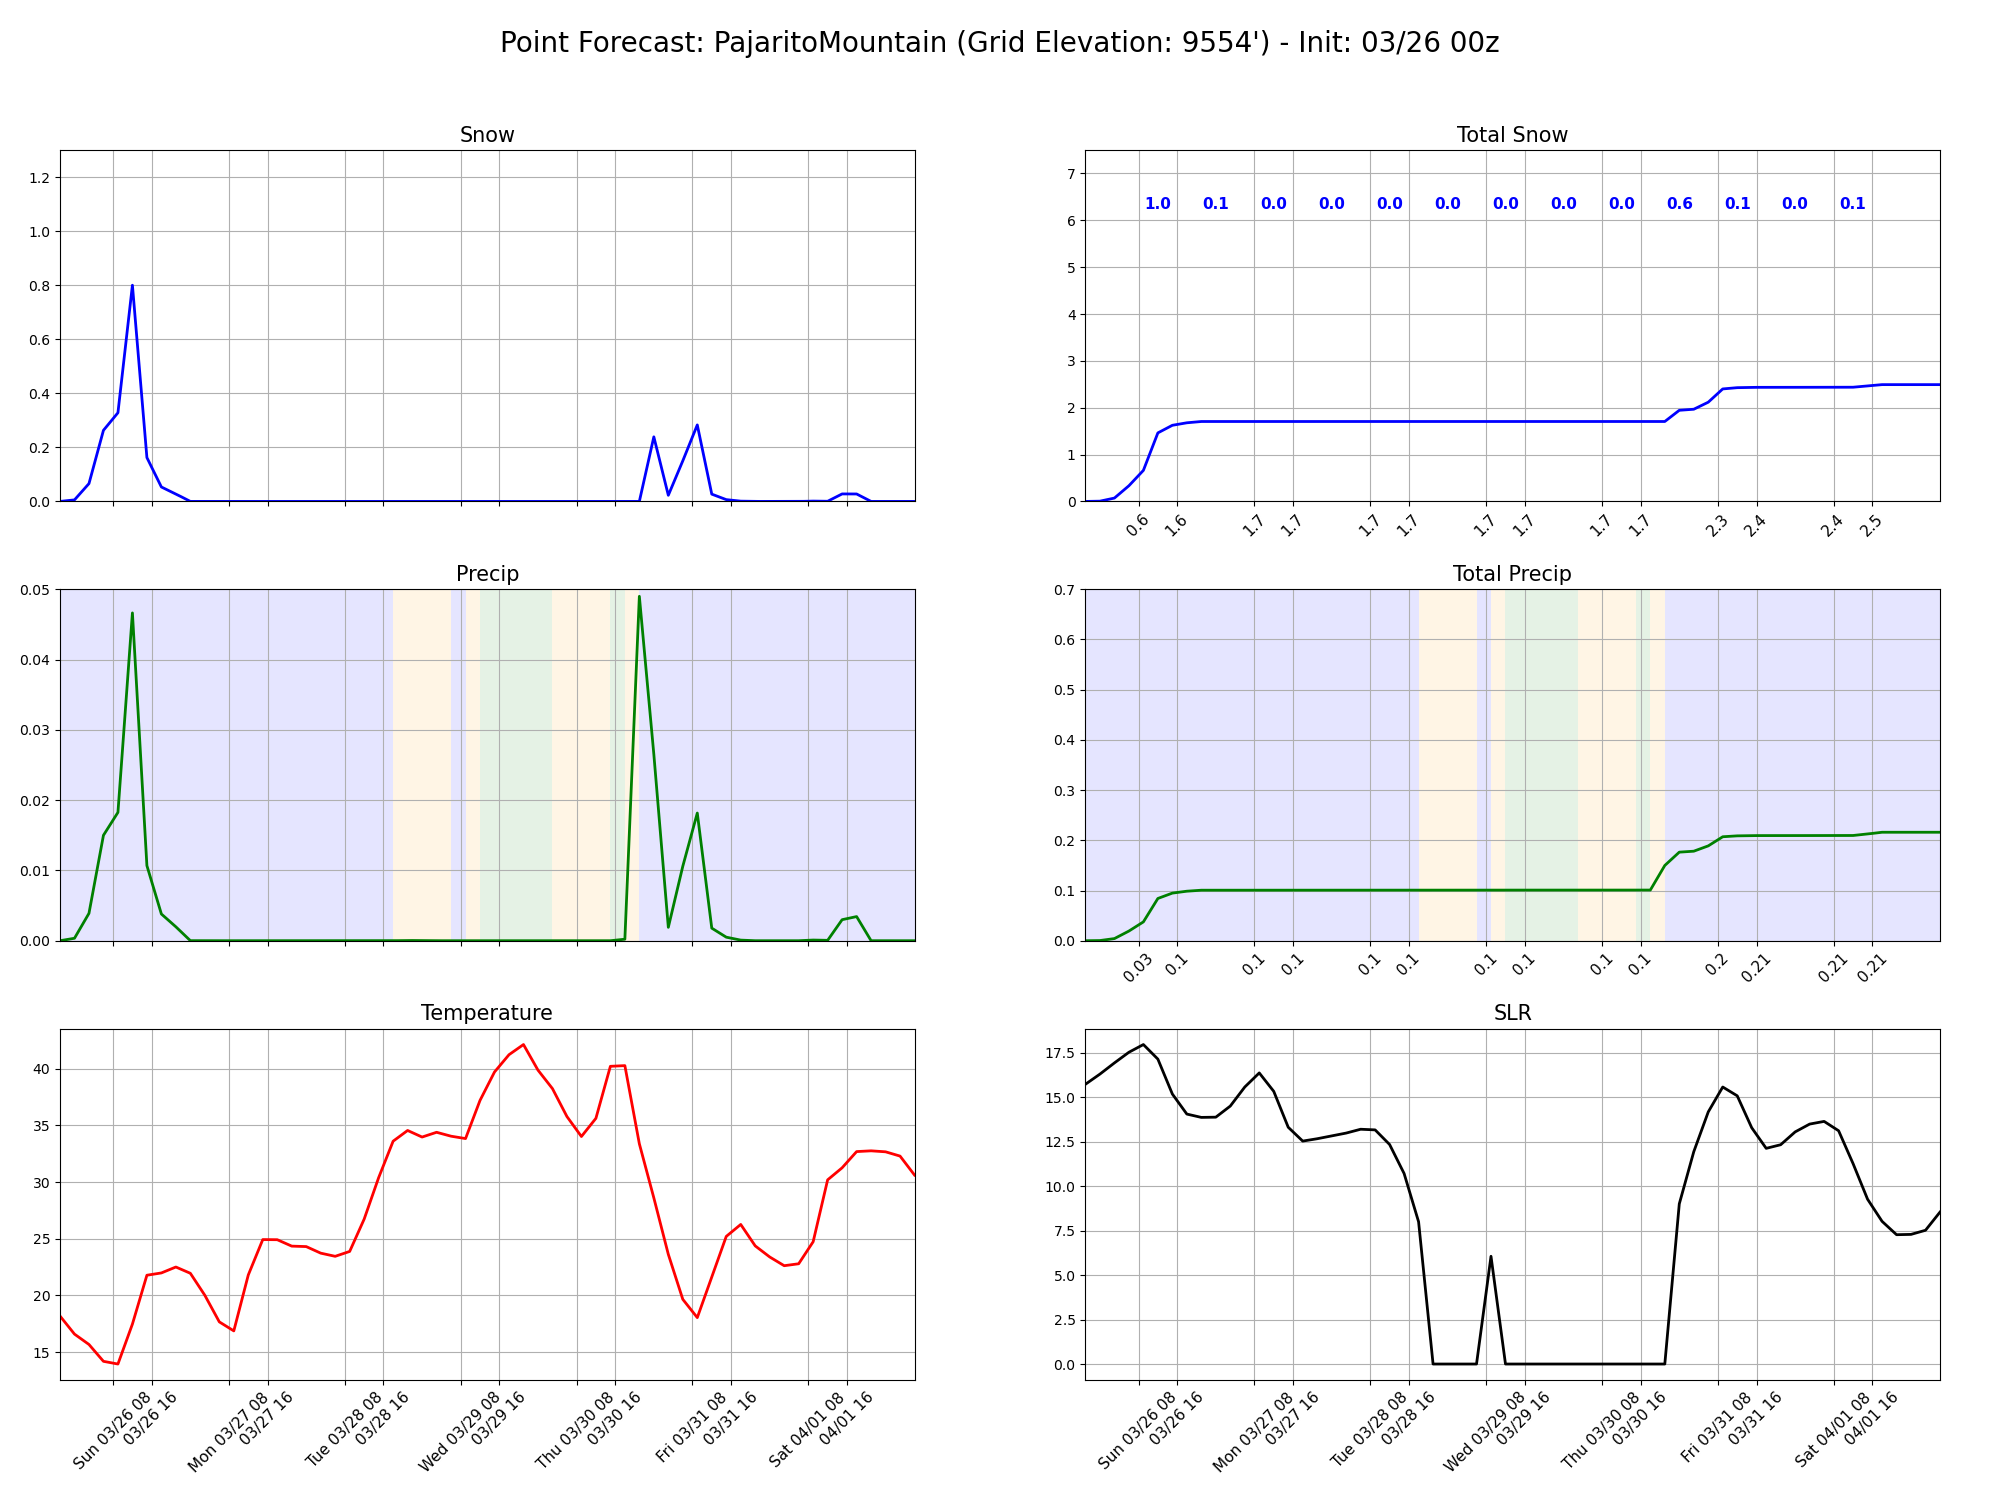 Point Forecast: PajaritoMountain (Grid Elevation: 9554') - Init: 03/26 00z
Snow
1.2
1.0
0.8
0.6
0.4
0.2
0.0
Total Snow
7
6
5
4
3
2
1
0
1.0 0.1 0.0 0.0 0.0 0.0 0.0 0.0 0.0 0.6 0.1 0.0 0.1
0.6 1.6 1.7 1.7 1.7 1.7 1.7 1.7 1.7 1.7 2.3 2.4 2.4 2.5
Precip
0.05
0.04
0.03
0.02
0.01
0.00
Total Precip
0.7
0.6
0.5
0.4
0.3
0.2
0.1
0.0
0.03 0.1 0.1 0.1 0.1 0.1 0.1 0.1 0.1 0.1 0.2 0.21 0.21 0.21
Temperature
40
35
30
25
20
15
Sun 03/26 08
03/26 16
Mon 03/27 08
03/27 16
Tue 03/28 08
03/28 16
Wed 03/29 08
03/29 16
Thu 03/30 08
03/30 16
Fri 03/31 08
03/31 16
Sat 04/01 08
04/01 16
SLR
17.5
15.0
12.5
10.0
7.5
5.0
2.5
0.0
Sun 03/26 08
03/26 16
Mon 03/27 08
03/27 16
Tue 03/28 08
03/28 16
Wed 03/29 08
03/29 16
Thu 03/30 08
03/30 16
Fri 03/31 08
03/31 16
Sat 04/01 08
04/01 16